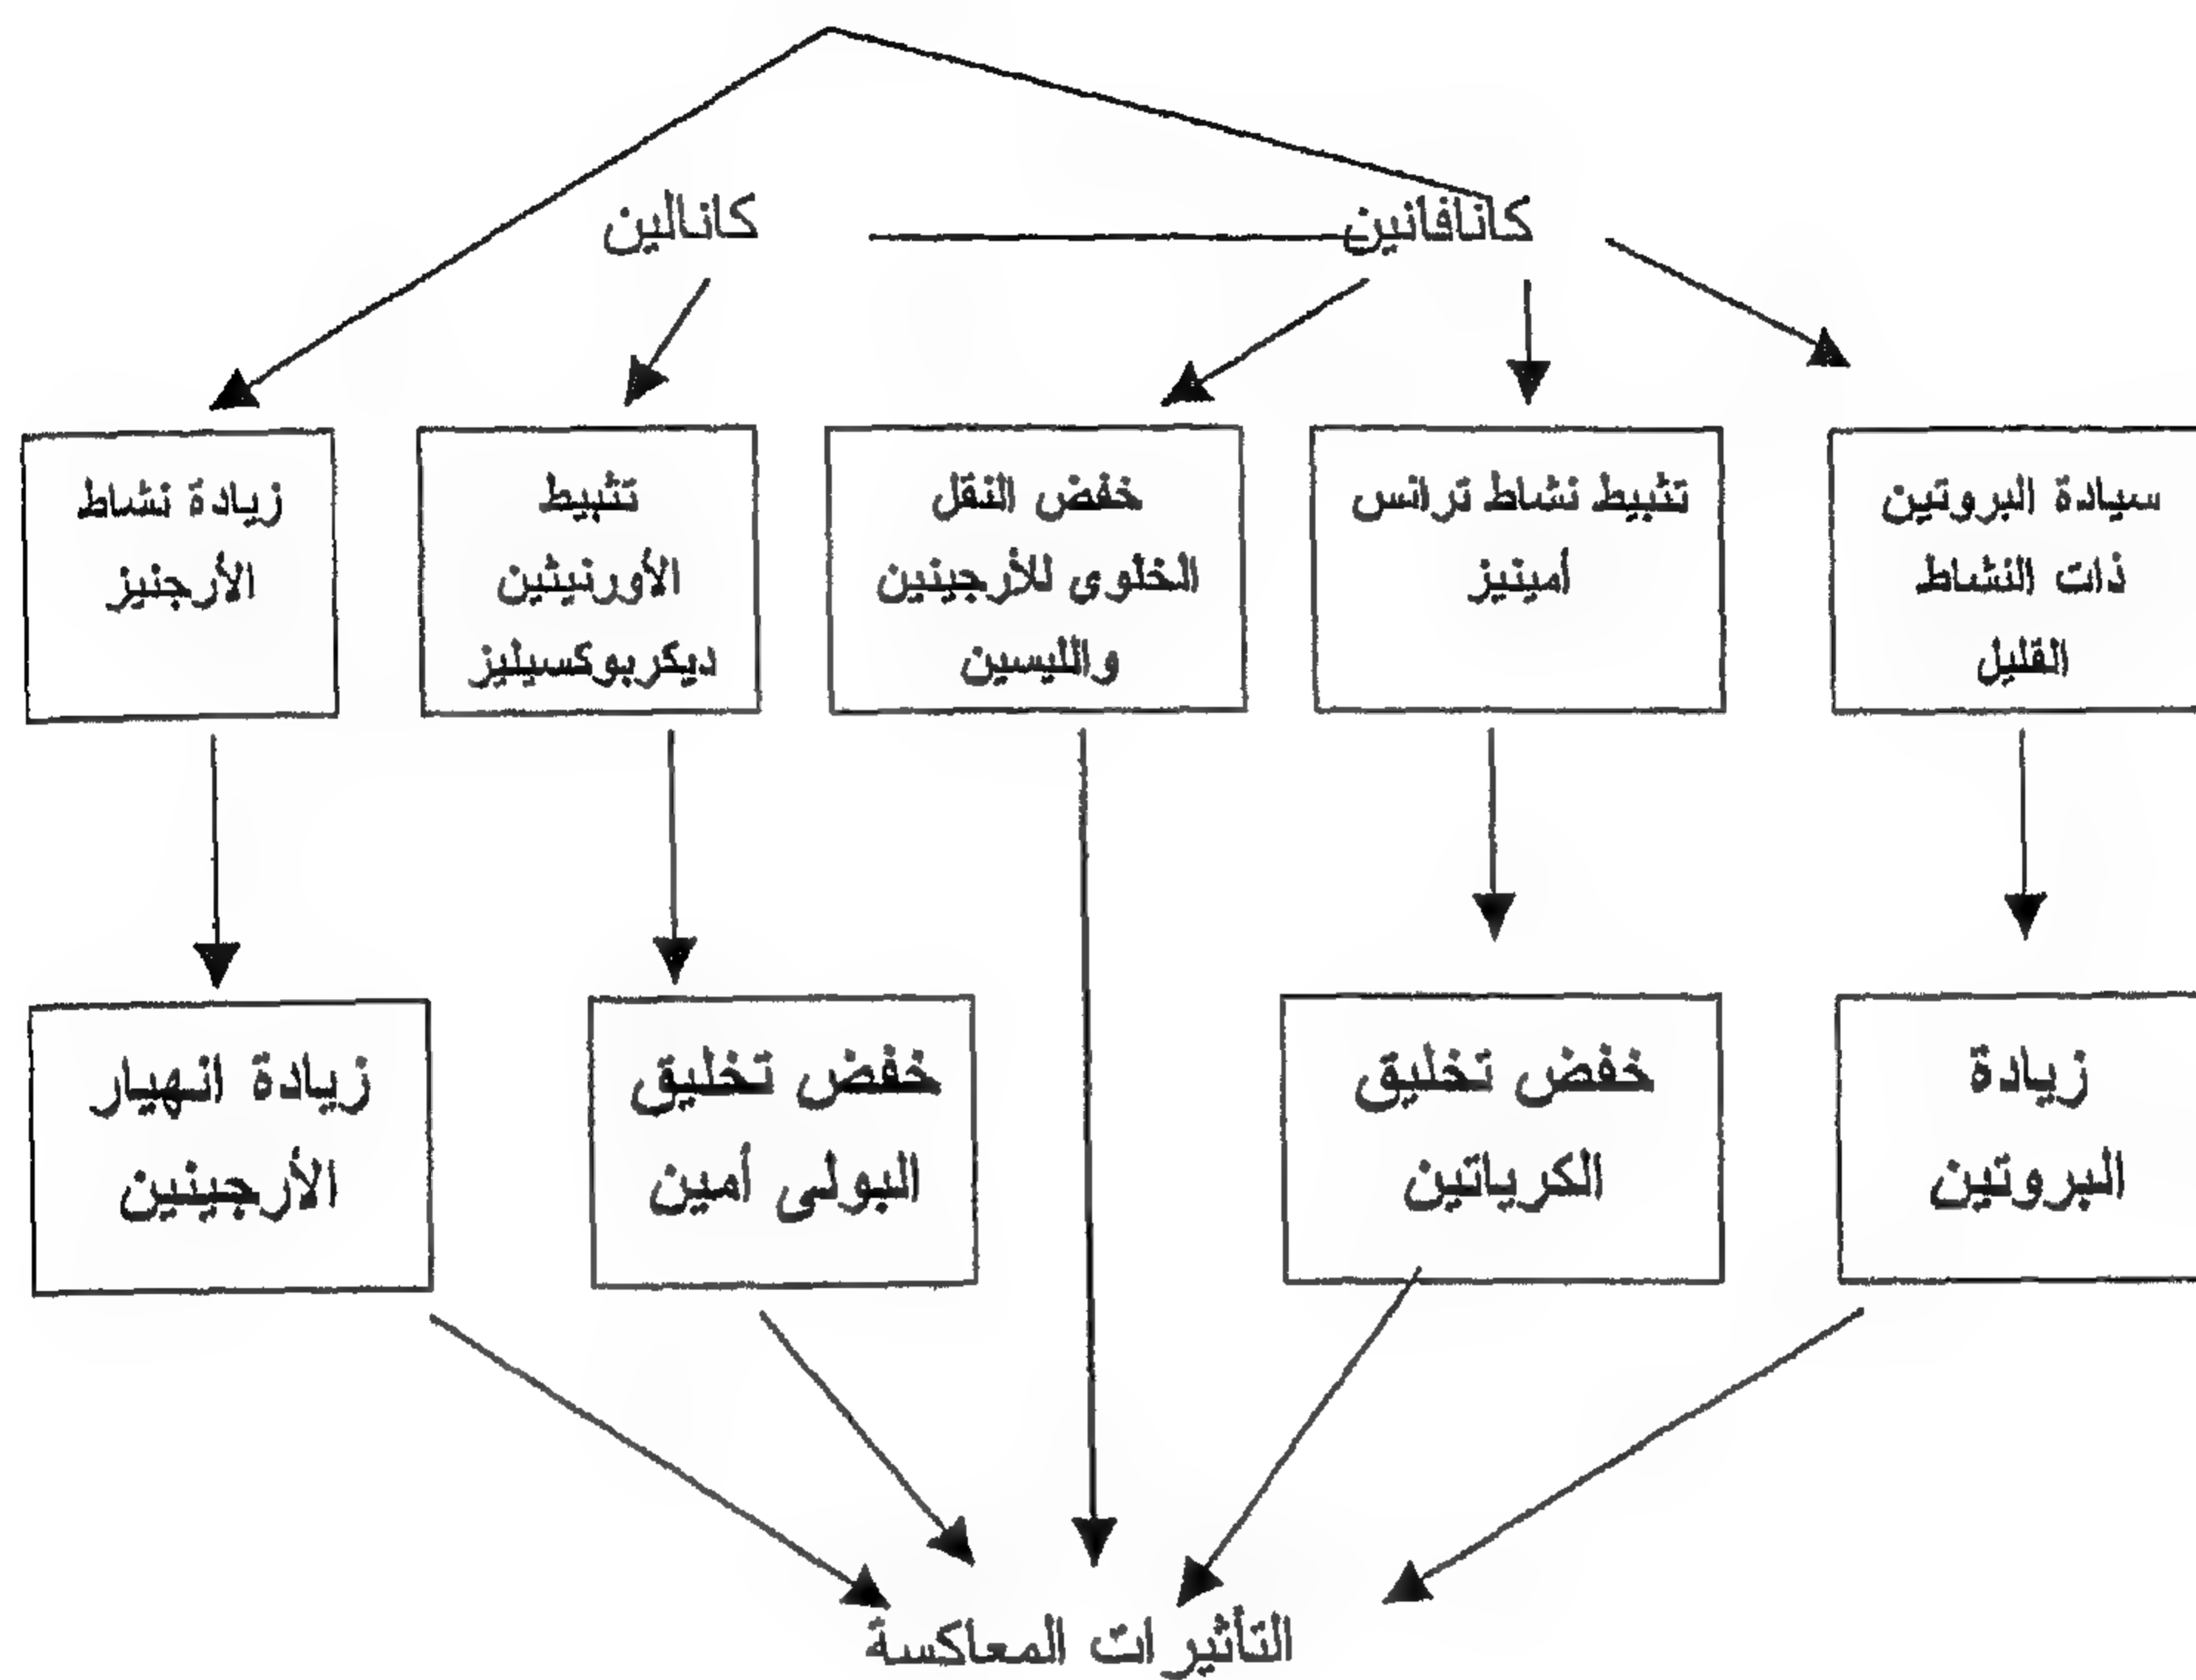 كانافانين
كانالين
سيادة البروتين
ذات النشاط
القليل
تثبيط نشاط ترانس
أمينيز
خفض النقل
الخلوى للأرجينين
والليسين
تثبيط
الأورنيثين
ديكربوكسيليز
زيادة نشاط
الأرجنيز
زيادة
البروتين
خفض تخليق
الكرياتين
خفض تخليق
البولى أمين
زيادة انهيار
الأرجينين
التأثيرات المعاكسة